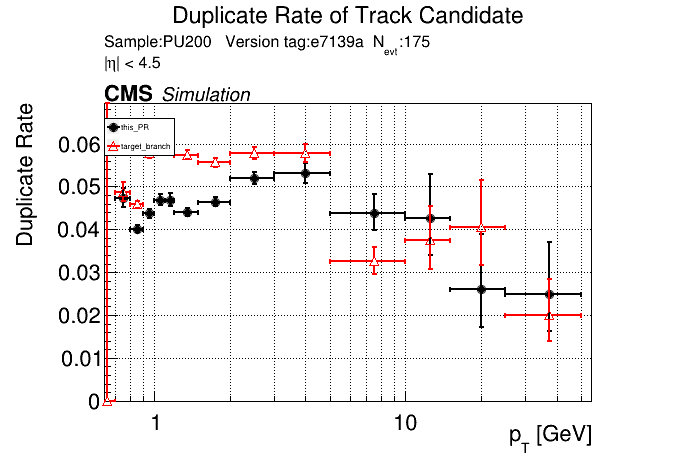 Duplicate Rate of Track Candidate
Sample:PU200 Version tag:e7139a N_evt:175
|η| < 4.5
CMS Simulation
this_PR
target_branch
Duplicate Rate
0.06
0.05
0.04
0.03
0.02
0.01
0
1
10
p_T [GeV]